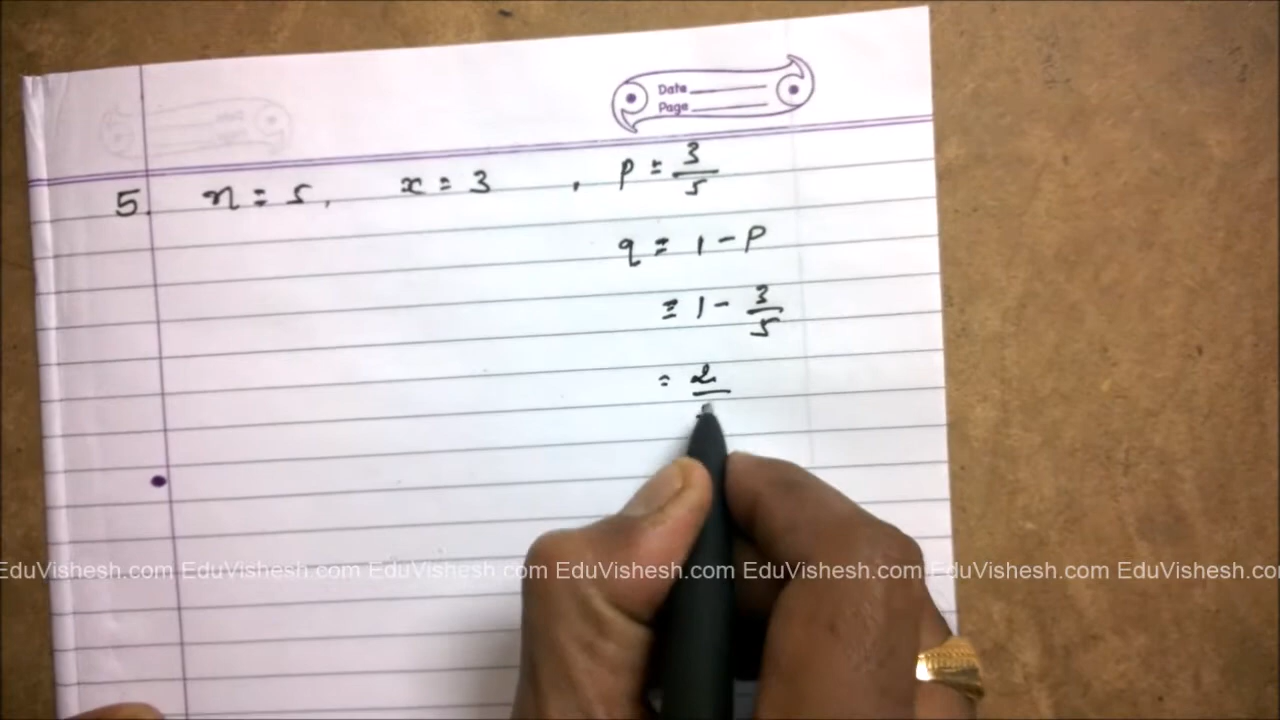 Date
Page
5. n = 5, x = 3, p = 3/5
q = 1 - P
= 1 - 3/5
= 2/
EduVishesh.com EduVishesh.com EduVishesh.com EduVishesh.com EduVishesh.com EduVishesh.com EduVishesh.co